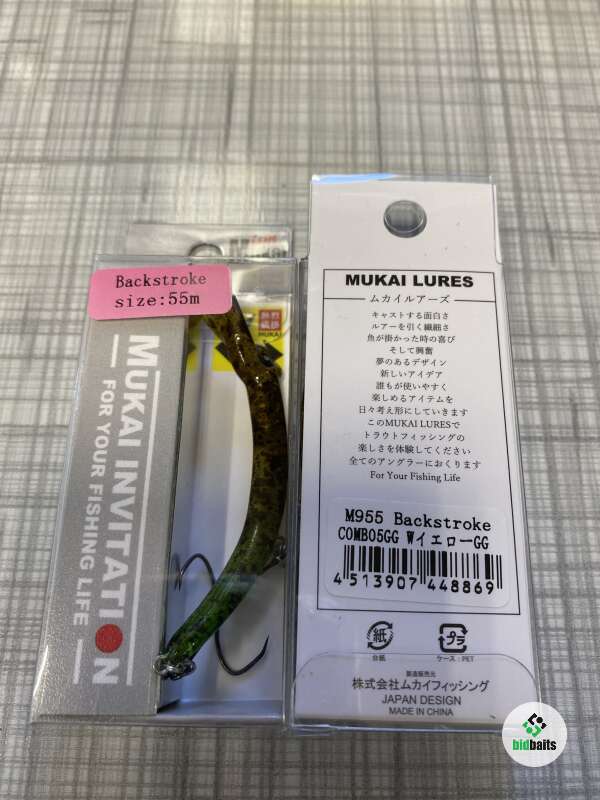 Backstroke
size:55m
MUKAI INVITATION
FOR YOUR FISHING LIFE
MUKAI
MUKAI LURES
ムカイルアーズ
キャストする面白さ
ルアーを引く繊細さ
魚が掛かった時の喜び
そして興奮
夢のあるデザイン
新しいアイデア
誰もが使いやすく
楽しめるアイテムを
日々考え形にしていきます
このMUKAI LURESで
トラウトフィッシングの
楽しさを体験してください
全てのアングラーにおくります
For Your Fishing Life
M955 Backstroke
COMB05GG Wイエロ－GG
4 513907 448869
紙
台紙
プラ
ケース：PET
製造販売元
株式会社ムカイフィッシング
JAPAN DESIGN
MADE IN CHINA
bidbaits